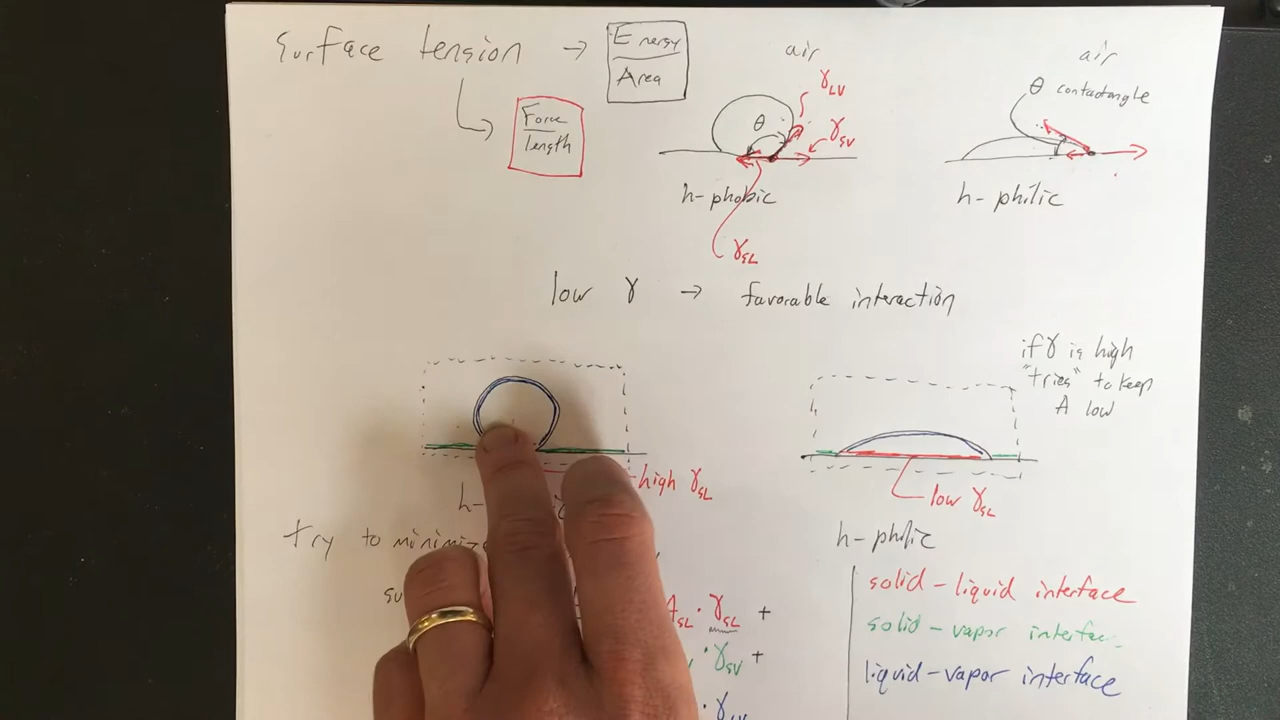 surface tension →
Energy
Area
Force
length
air
γLV
θ
γSV
h-phobic
γSL
air
θ contact angle
h-philic
low γ → favorable interaction
if γ is high
"tries" to keep
A low
high γSL
low γSL
h-
h-philic
try to
ASL · γSL +
· γSV +
· γLV
solid-liquid interface
solid-vapor interface
liquid-vapor interface